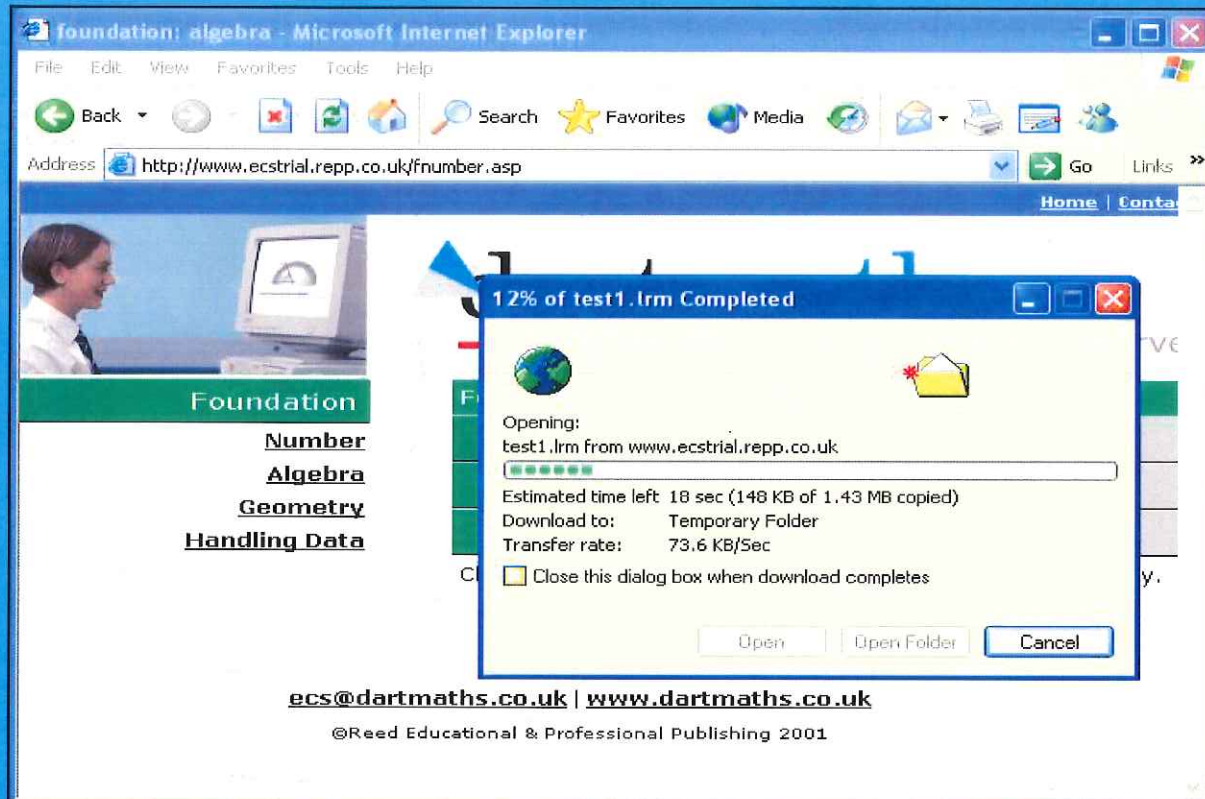 foundation: algebra - Microsoft Internet Explorer
File Edit View Favorites Tools Help
Back Search Favorites Media
Address http://www.ecstrial.repp.co.uk/fnumber.asp Go Links »
Home |
12% of test1.lrm Completed
Foundation
Number
Algebra
Geometry
Handling Data
Opening:
test1.lrm from www.ecstrial.repp.co.uk
Estimated time left 18 sec (148 KB of 1.43 MB copied)
Download to: Temporary Folder
Transfer rate: 73.6 KB/Sec
Close this dialog box when download completes
Open Open Folder Cancel
ecs@dartmaths.co.uk | www.dartmaths.co.uk
©Reed Educational & Professional Publishing 2001